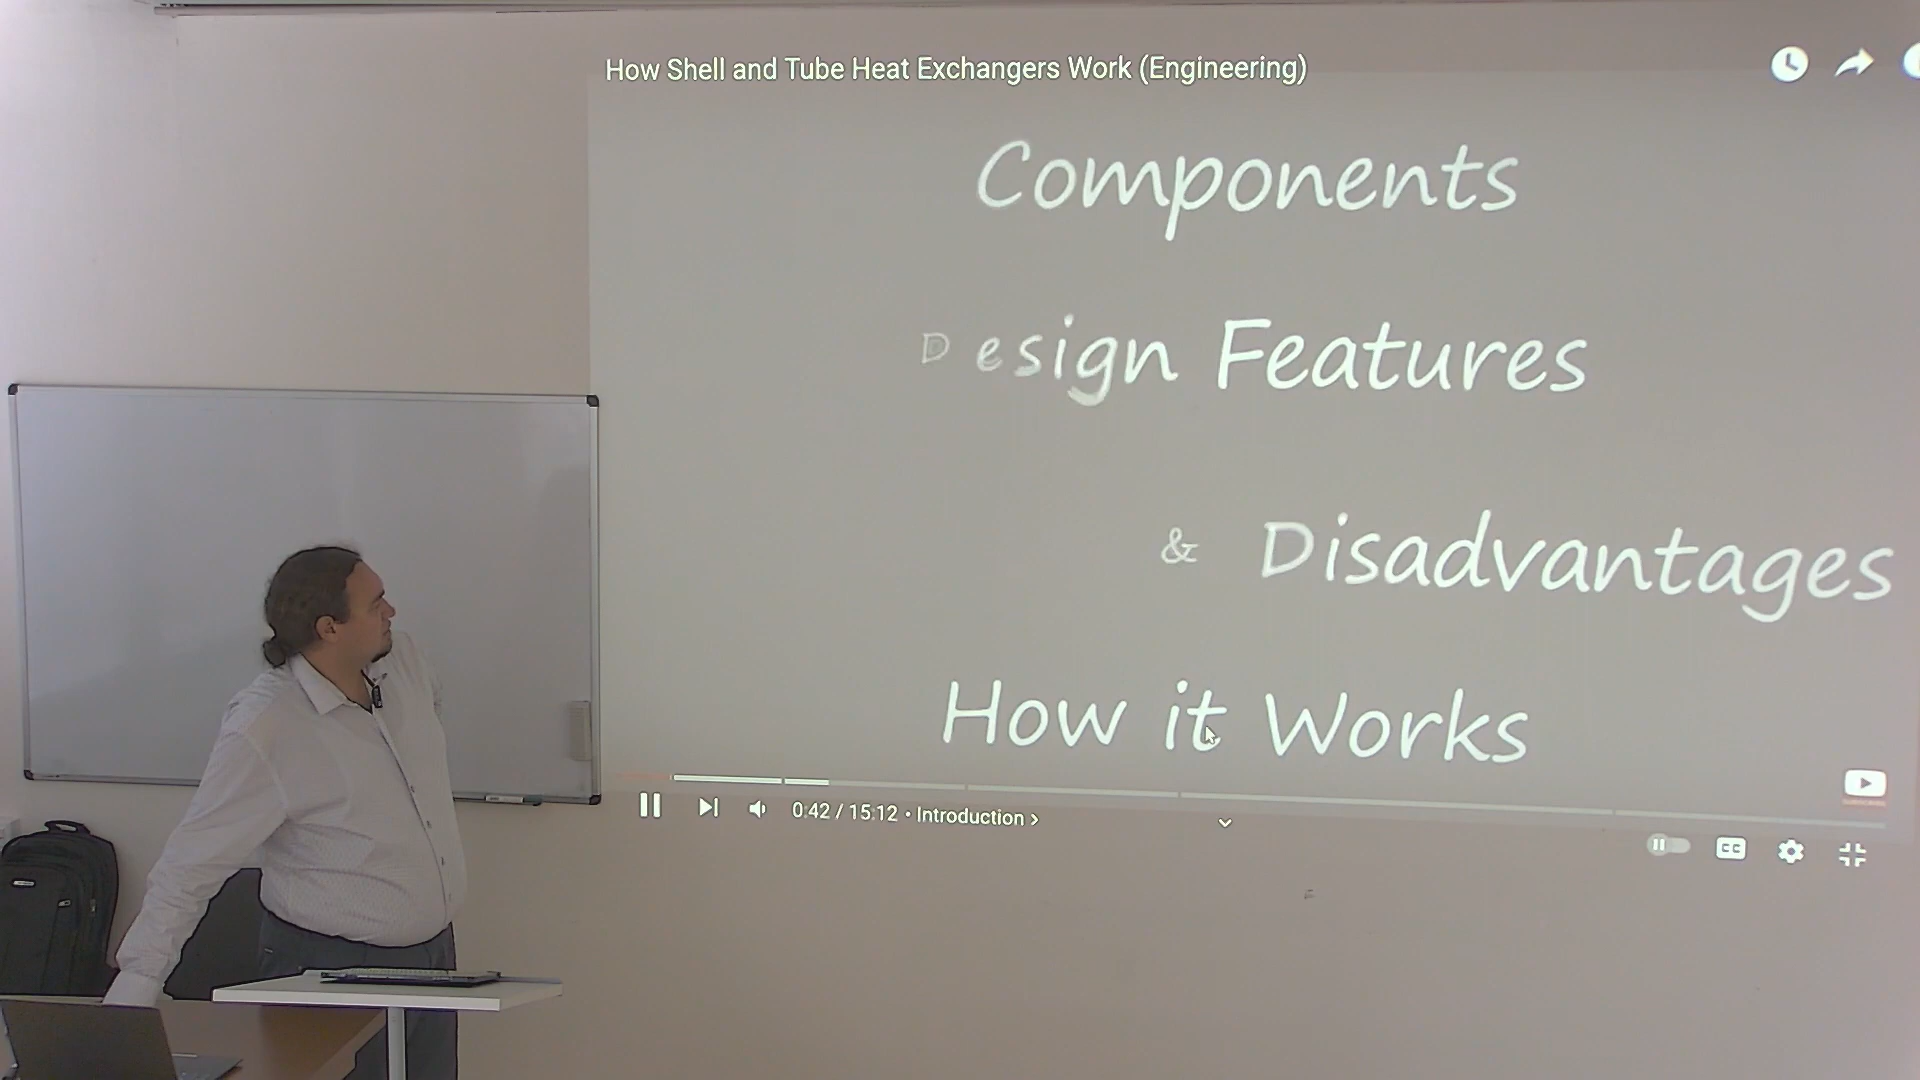 How Shell and Tube Heat Exchangers Work (Engineering)
Components
Design Features
& Disadvantages
How it Works
0:42 / 15:12 • Introduction >
CC